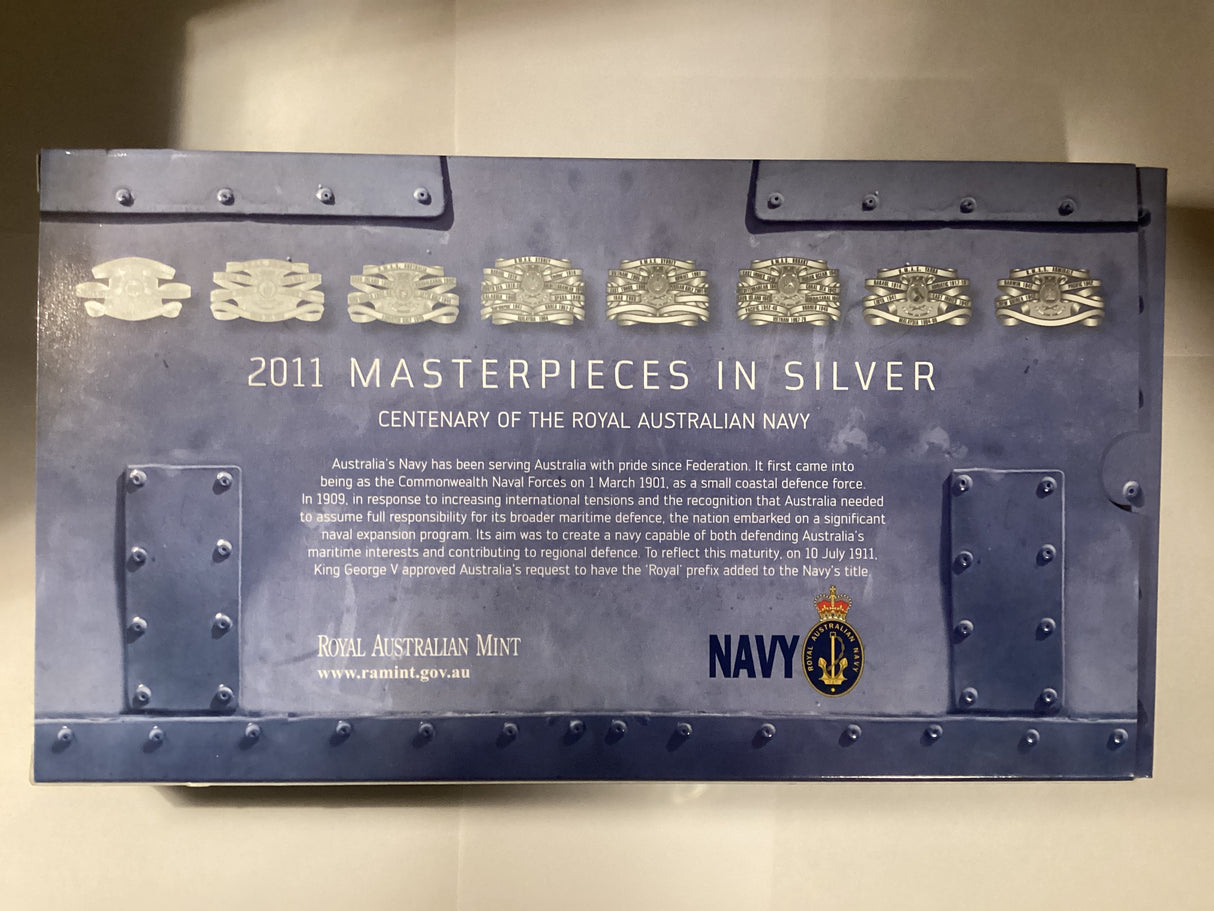 2011 MASTERPIECES IN SILVER
CENTENARY OF THE ROYAL AUSTRALIAN NAVY
Australia's Navy has been serving Australia with pride since Federation. It first came into
being as the Commonwealth Naval Forces on 1 March 1901, as a small coastal defence force.
In 1909, in response to increasing international tensions and the recognition that Australia needed
to assume full responsibility for its broader maritime defence, the nation embarked on a significant
naval expansion program. Its aim was to create a navy capable of both defending Australia's
maritime interests and contributing to regional defence. To reflect this maturity, on 10 July 1911,
King George V approved Australia's request to have the 'Royal' prefix added to the Navy's title.
ROYAL AUSTRALIAN MINT
www.ramint.gov.au
NAVY
ROYAL AUSTRALIAN NAVY